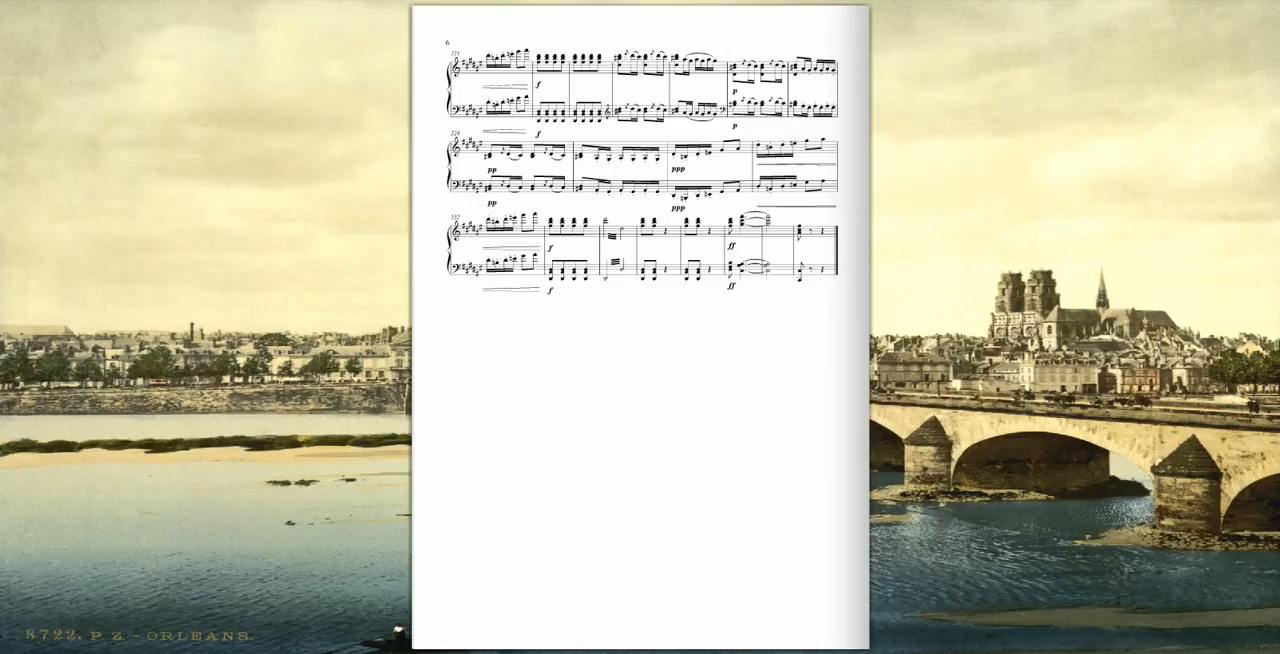 6
221
f
p
f
p
226
pp
ppp
pp
ppp
232
f
ff
f
ff
8722. P. Z. - ORLEANS.